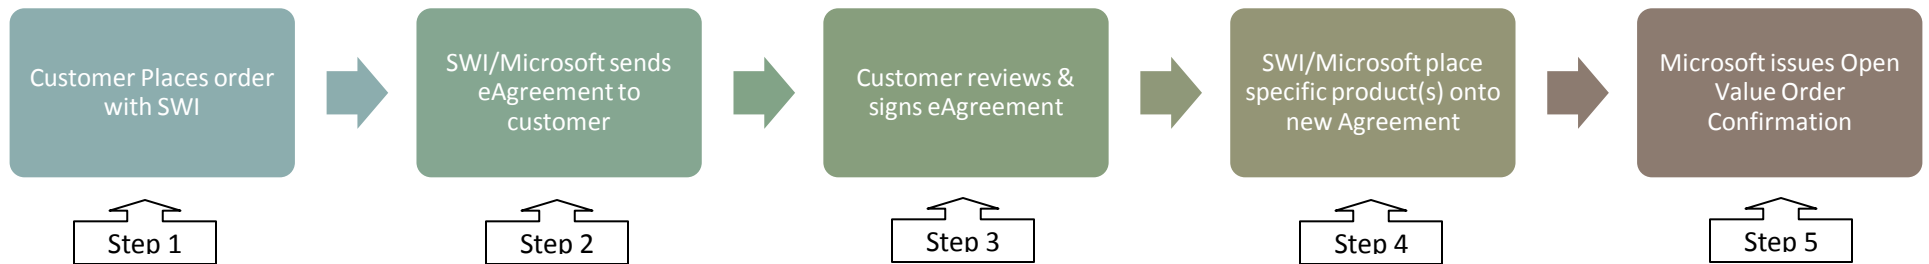 Customer Places order
with SWI
SWI/Microsoft sends
eAgreement to
customer
Customer reviews &
signs eAgreement
SWI/Microsoft place
specific product(s) onto
new Agreement
Microsoft issues Open
Value Order
Confirmation
Step 1
Step 2
Step 3
Step 4
Step 5